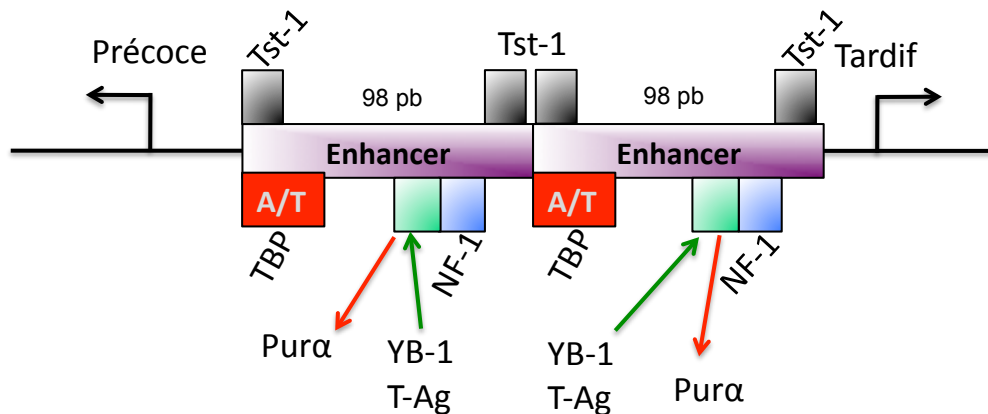 Précoce
Tst-1
Tst-1
Tst-1
Tardif
98 pb
98 pb
Enhancer
Enhancer
A/T
A/T
TBP
NF-1
TBP
NF-1
Purα
YB-1
T-Ag
YB-1
T-Ag
Purα